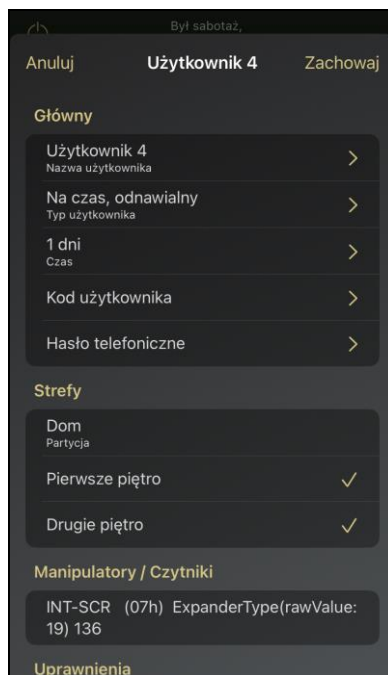 Był sabotaż,
Anuluj Użytkownik 4 Zachowaj
Główny
Użytkownik 4
Nazwa użytkownika
Na czas, odnawialny
Typ użytkownika
1 dni
Czas
Kod użytkownika
Hasło telefoniczne
Strefy
Dom
Partycja
Pierwsze piętro
Drugie piętro
Manipulatory / Czytniki
INT-SCR (07h) ExpanderType(rawValue:
19) 136
Uprawnienia